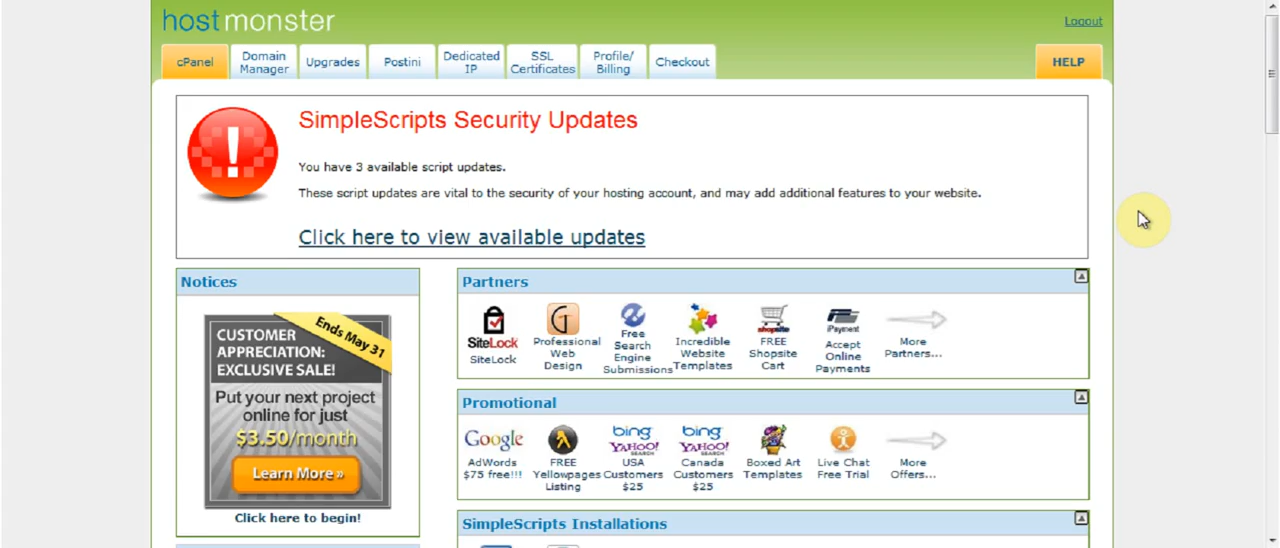 hostmonster
Logout
cPanel
Domain
Manager
Upgrades
Postini
Dedicated
IP
SSL
Certificates
Profile/
Billing
Checkout
HELP
SimpleScripts Security Updates
You have 3 available script updates.
These script updates are vital to the security of your hosting account, and may add additional features to your website.
Click here to view available updates
Notices
CUSTOMER
APPRECIATION:
EXCLUSIVE SALE!
Ends May 31
Put your next project
online for just
$3.50/month
Learn More »
Click here to begin!
Partners
SiteLock
SiteLock
Professional
Web
Design
Free
Search
Engine
Submissions
Incredible
Website
Templates
shopsite
FREE
Shopsite
Cart
iPayment
Accept
Online
Payments
More
Partners...
Promotional
Google
AdWords
$75 free!!!
FREE
Yellowpages
Listing
bing
YAHOO!
SEARCH
USA
Customers
$25
bing
YAHOO!
SEARCH
Canada
Customers
$25
Boxed Art
Templates
Live Chat
Free Trial
More
Offers...
SimpleScripts Installations